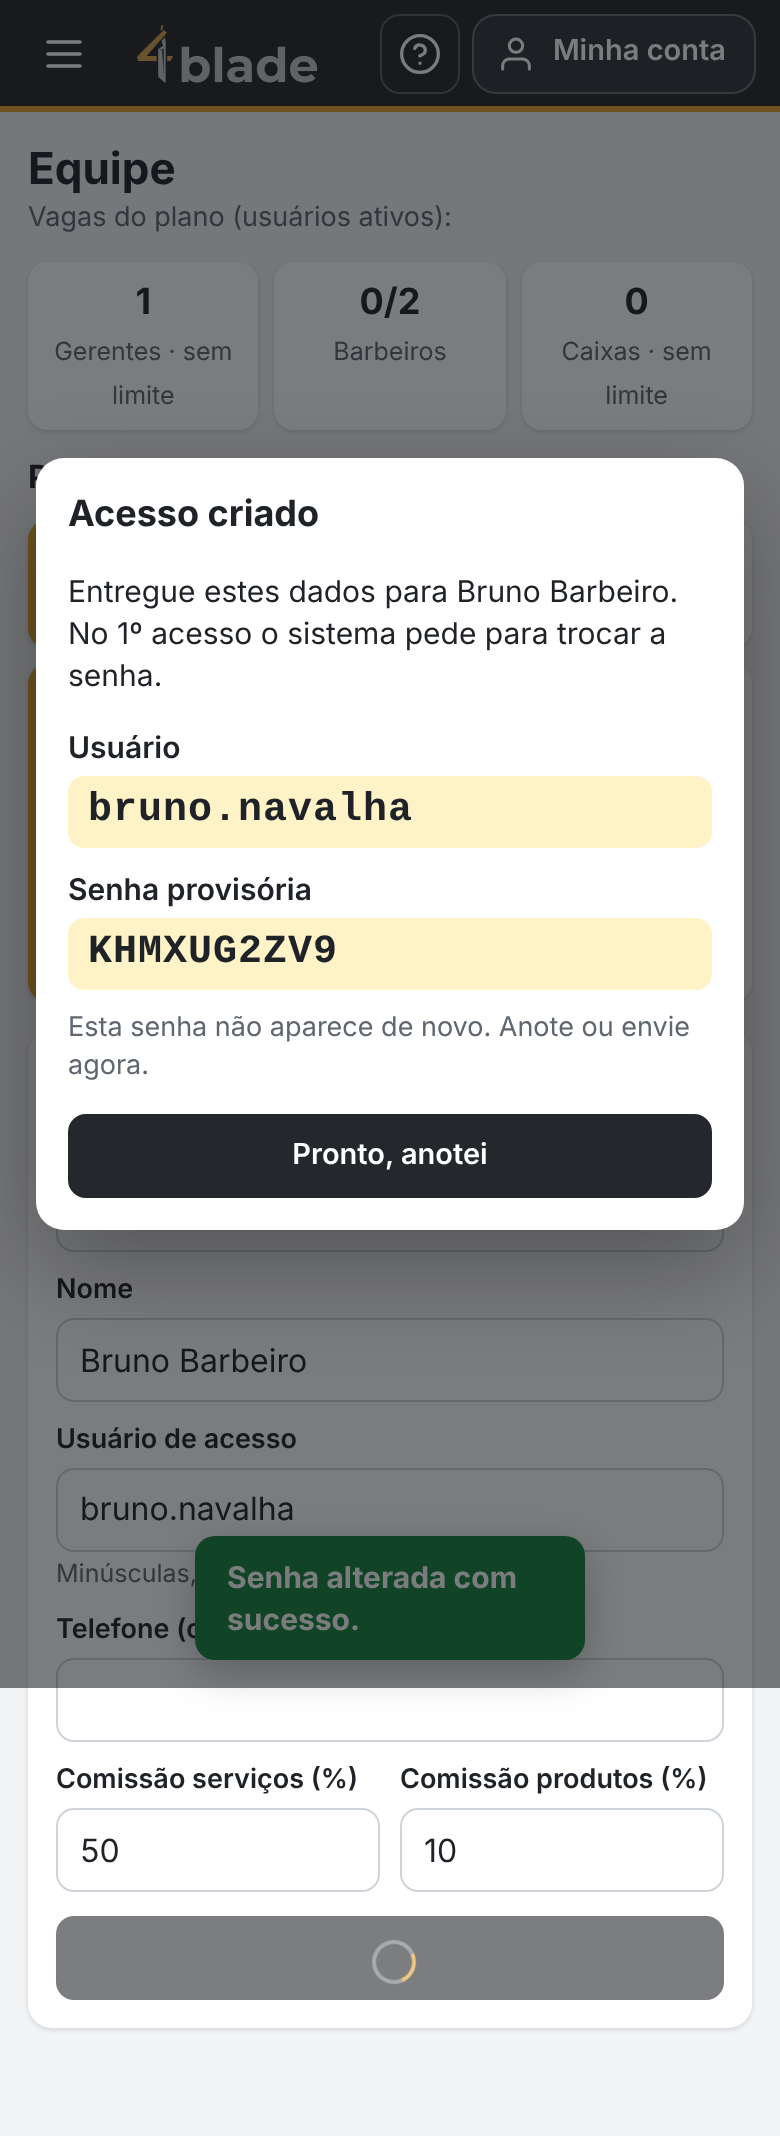 4blade
Minha conta
Equipe
Vagas do plano (usuários ativos):
1
Gerentes · sem
limite
0/2
Barbeiros
0
Caixas · sem
limite
Acesso criado
Entregue estes dados para Bruno Barbeiro.
No 1º acesso o sistema pede para trocar a
senha.
Usuário
bruno.navalha
Senha provisória
KHMXUG2ZV9
Esta senha não aparece de novo. Anote ou envie
agora.
Pronto, anotei
Nome
Bruno Barbeiro
Usuário de acesso
bruno.navalha
Minúsculas,
Senha alterada com
sucesso.
Telefone
Comissão serviços (%)
Comissão produtos (%)
50
10